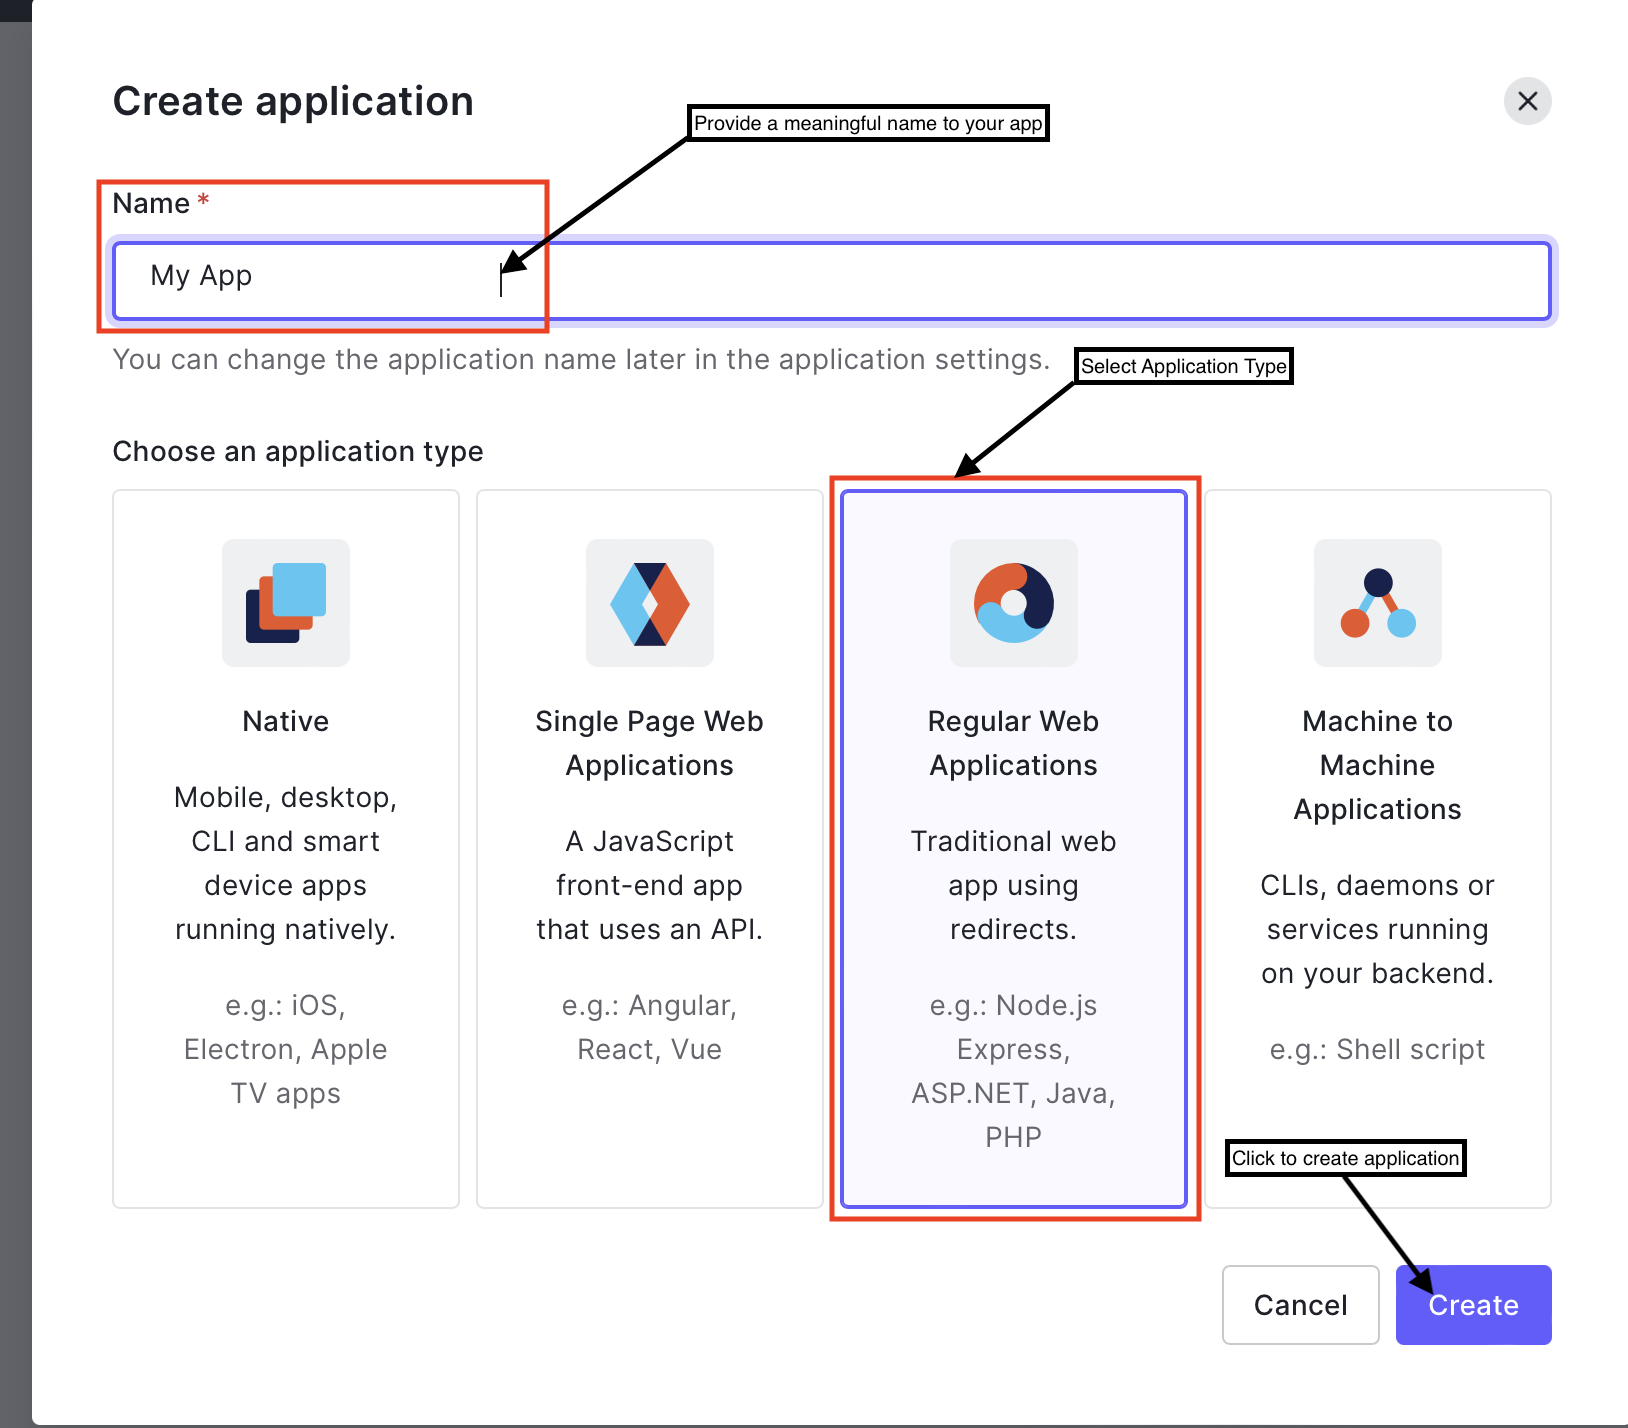 Create application
Provide a meaningful name to your app
Name *
My App
You can change the application name later in the application settings.
Select Application Type
Choose an application type
Native
Mobile, desktop,
CLI and smart
device apps
running natively.
e.g.: iOS,
Electron, Apple
TV apps
Single Page Web
Applications
A JavaScript
front-end app
that uses an API.
e.g.: Angular,
React, Vue
Regular Web
Applications
Traditional web
app using
redirects.
e.g.: Node.js
Express,
ASP.NET, Java,
PHP
Machine to
Machine
Applications
CLIs, daemons or
services running
on your backend.
e.g.: Shell script
Click to create application
Cancel
Create